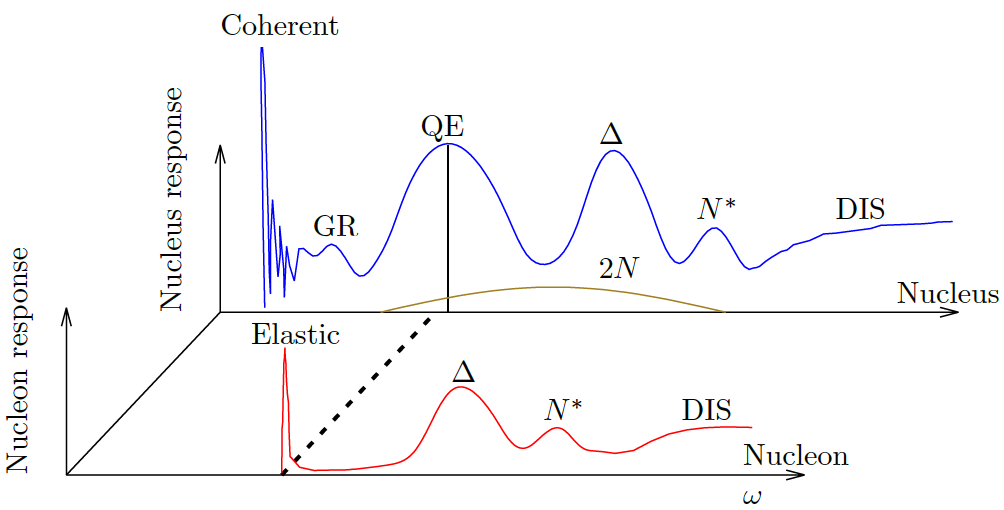 Coherent
Nucleus response
GR
QE
Δ
N*
DIS
2N
Nucleus
Nucleon response
Elastic
Δ
N*
DIS
Nucleon
ω